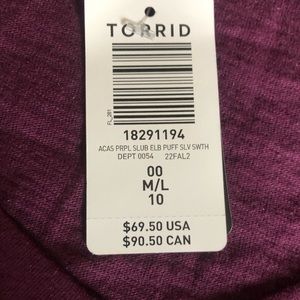 TORRID
FL_281
18291194
ACAS PRPL SLUB ELB PUFF SLV SWTH
DEPT 0054 22FAL2
00
M/L
10
$69.50 USA
$90.50 CAN